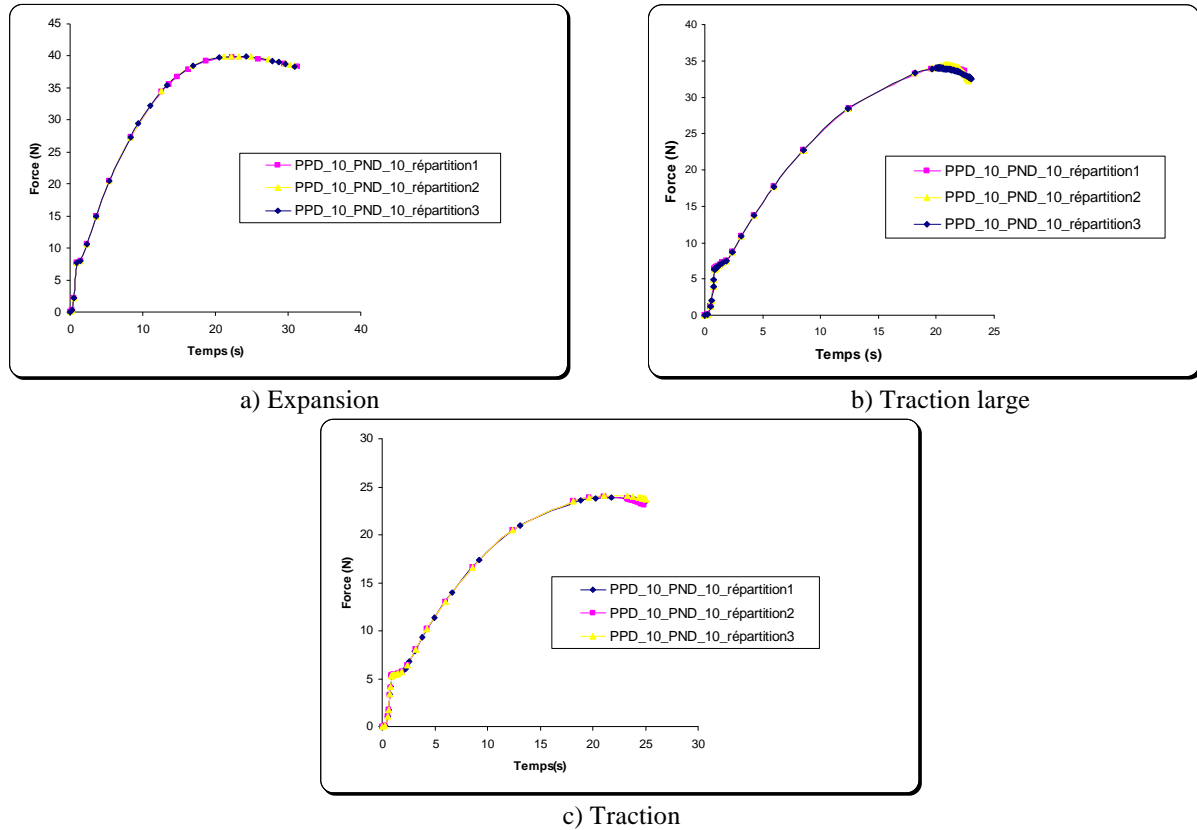 45
40
35
30
25
20
15
10
5
0
Force (N)
0 10 20 30 40
Temps (s)
PPD_10_PND_10_répartition1
PPD_10_PND_10_répartition2
PPD_10_PND_10_répartition3
a) Expansion
40
35
30
25
20
15
10
5
0
Force (N)
0 5 10 15 20 25
Temps (s)
PPD_10_PND_10_répartition1
PPD_10_PND_10_répartition2
PPD_10_PND_10_répartition3
b) Traction large
30
25
20
15
10
5
0
Force (N)
0 5 10 15 20 25 30
Temps(s)
PPD_10_PND_10_répartition1
PPD_10_PND_10_répartition2
PPD_10_PND_10_répartition3
c) Traction